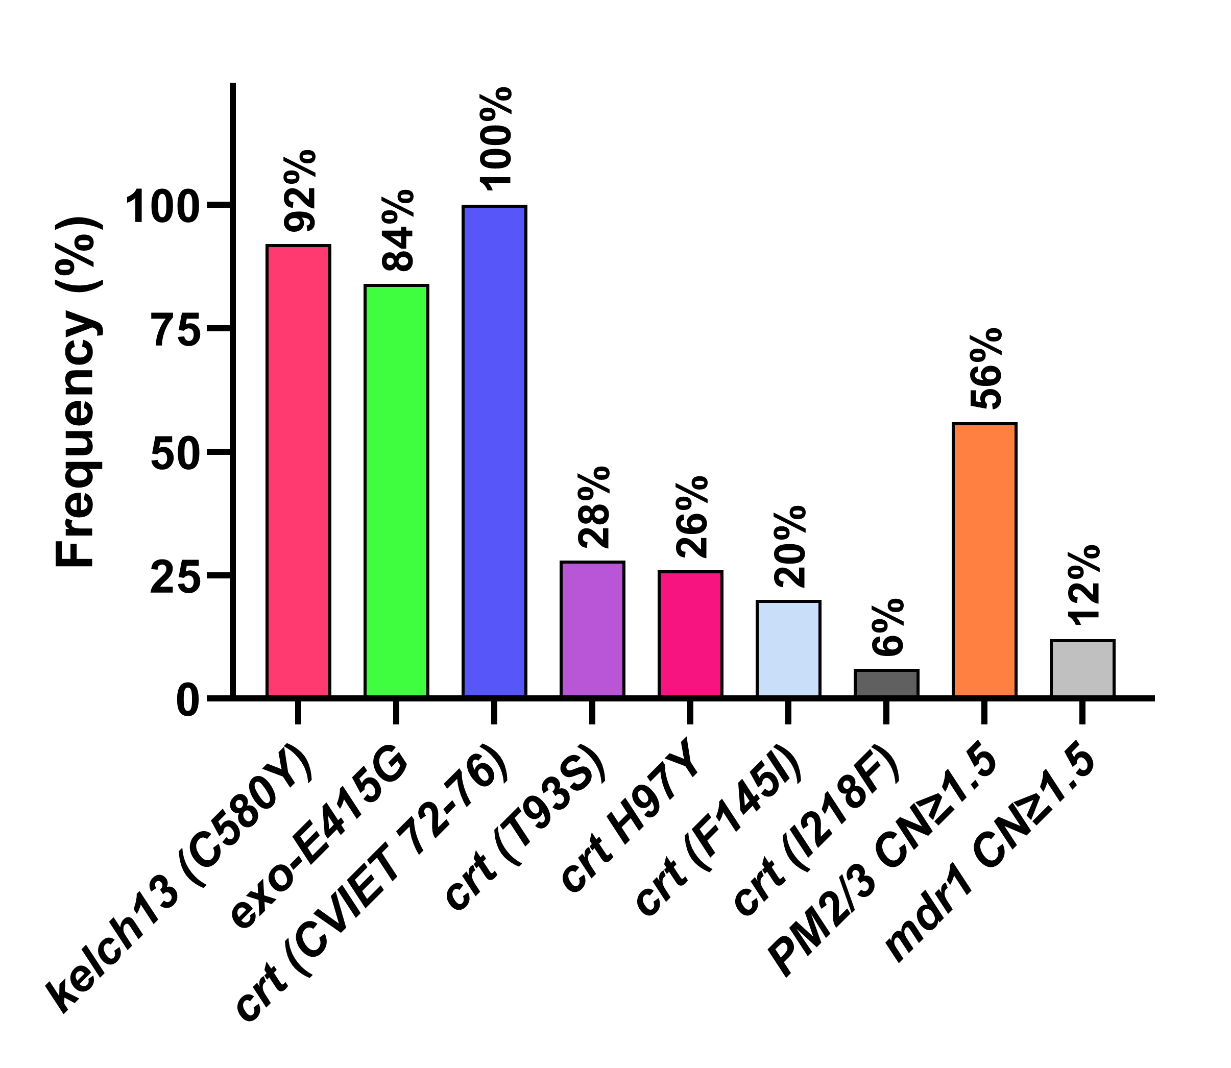 Frequency (%)
100
75
50
25
0
92%
84%
100%
28%
26%
20%
6%
56%
12%
kelch13 (C580Y)
exo-E415G
crt (CVIET 72-76)
crt (T93S)
crt H97Y
crt (F145I)
crt (I218F)
PM2/3 CN≥1.5
mdr1 CN≥1.5